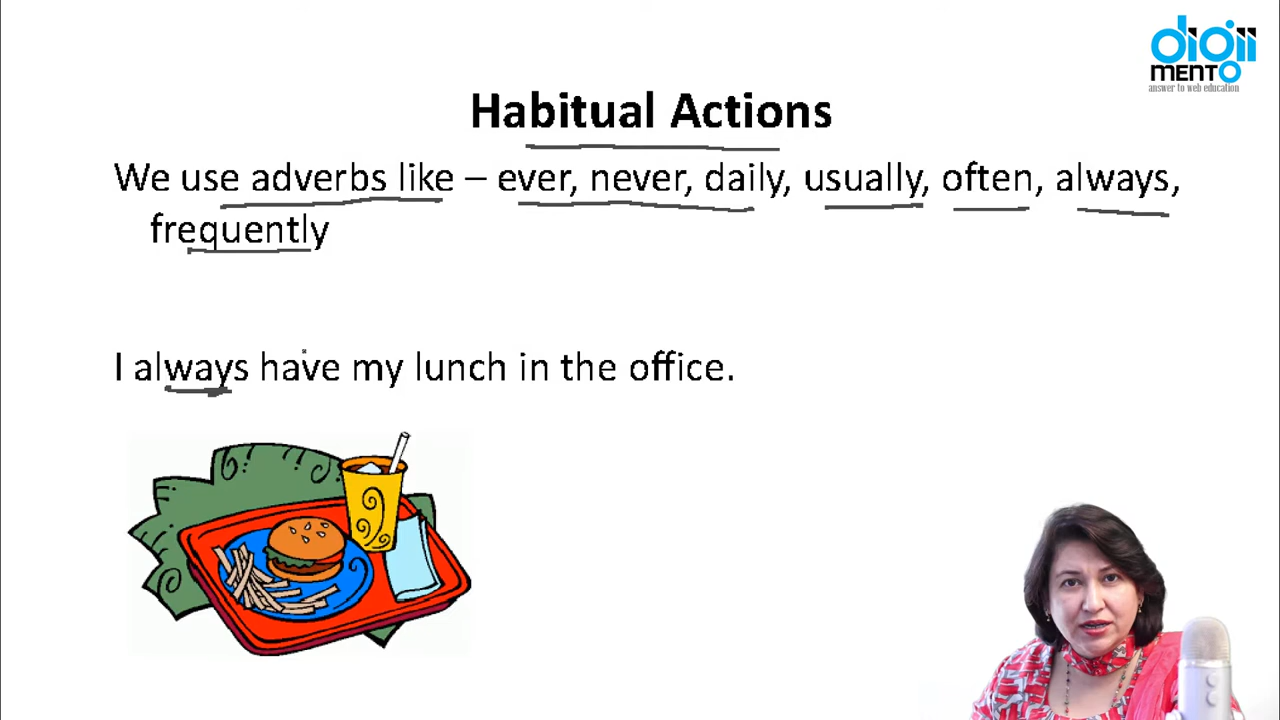 digii
MENTO
answer to web education
Habitual Actions
We use adverbs like – ever, never, daily, usually, often, always,
frequently
I always have my lunch in the office.